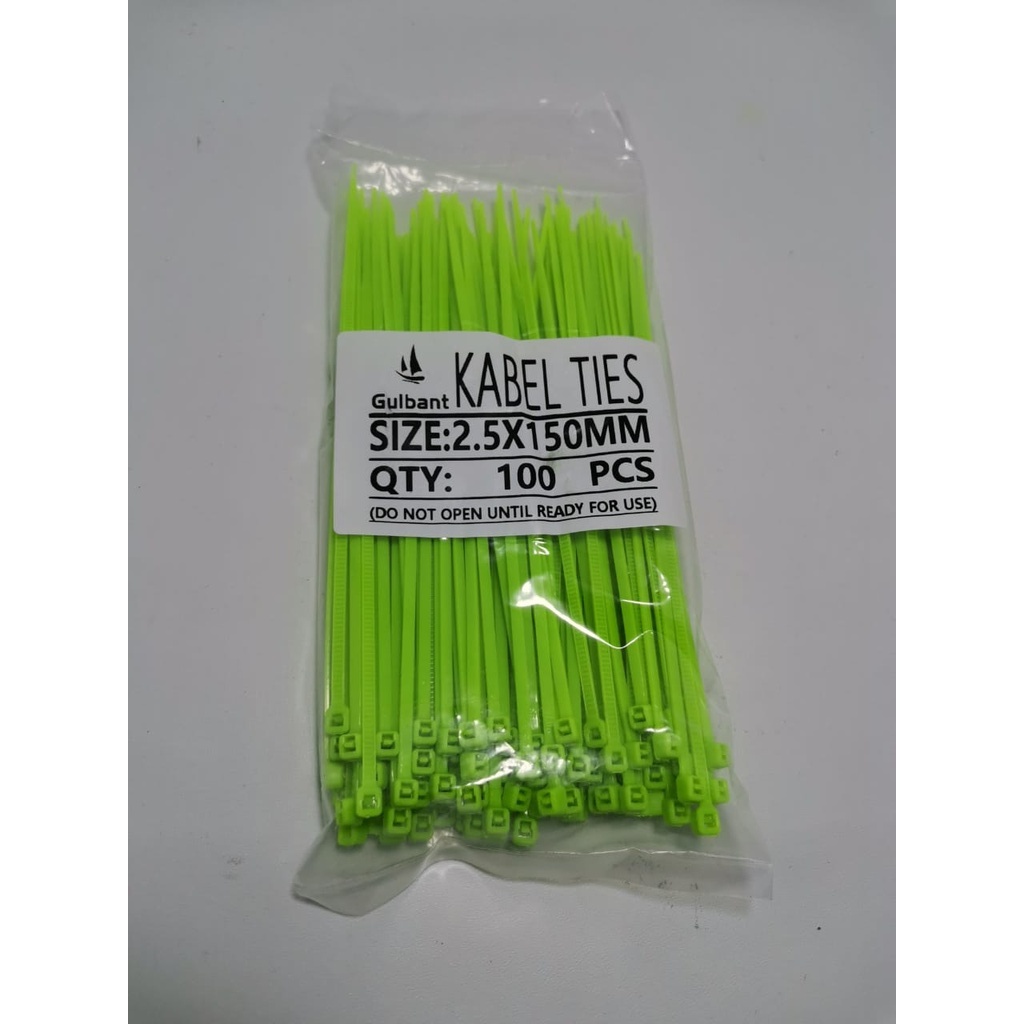 Gulbant KABEL TIES
SIZE:2.5X150MM
QTY: 100 PCS
(DO NOT OPEN UNTIL READY FOR USE)